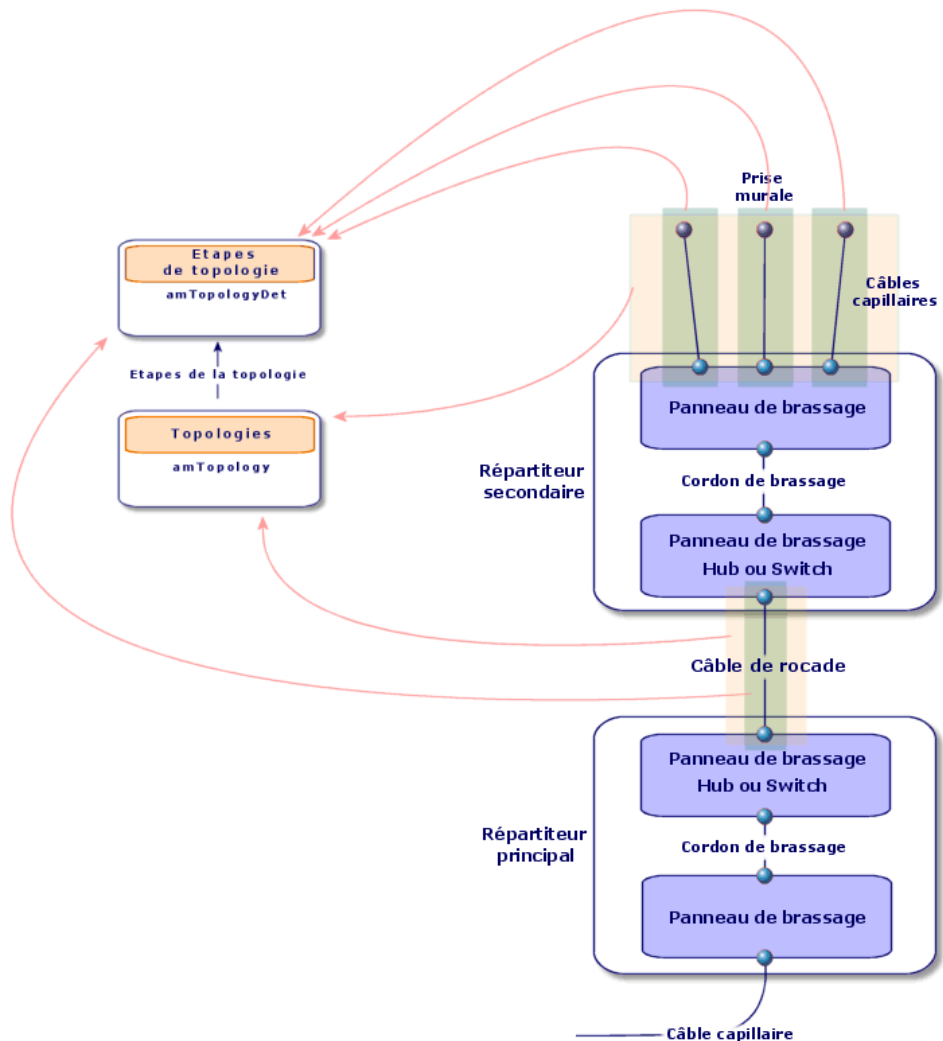 Prise
murale
Etapes
de topologie
amTopologyDet
Câbles
capillaires
Etapes de la topologie
Topologies
amTopology
Panneau de brassage
Répartiteur
secondaire
Cordon de brassage
Panneau de brassage
Hub ou Switch
Câble de rocade
Panneau de brassage
Hub ou Switch
Répartiteur
principal
Cordon de brassage
Panneau de brassage
Câble capillaire